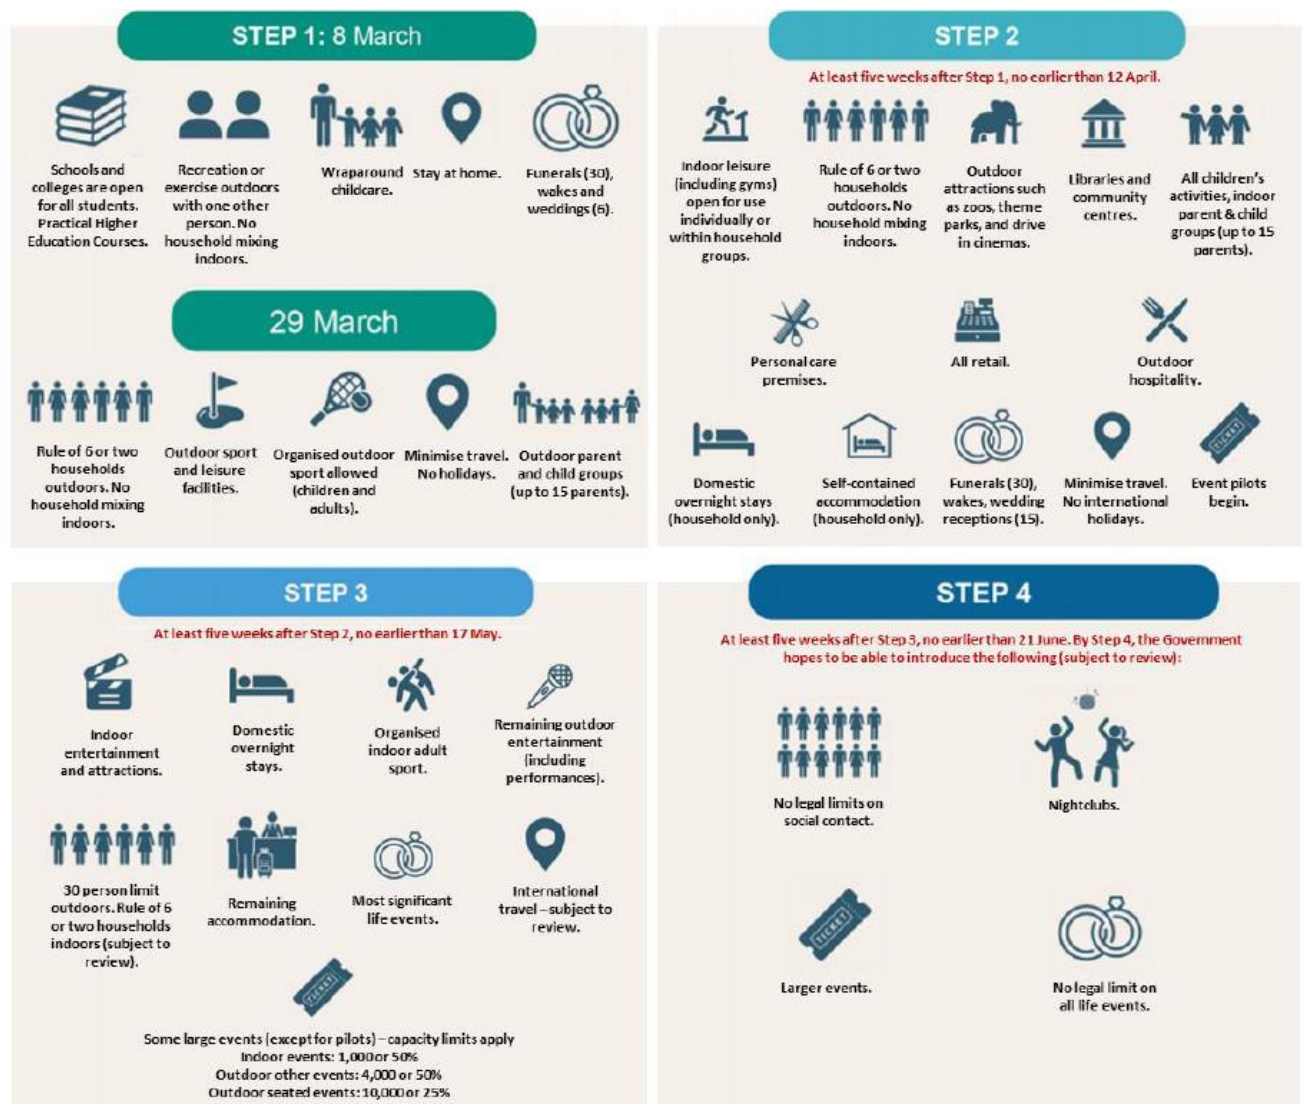 STEP 1: 8 March
Schools and
colleges are open
for all students.
Practical Higher
Education Courses.
Recreation or
exercise outdoors
with one other
person. No
household mixing
indoors.
Wraparound
childcare.
Stay at home.
Funerals (30),
wakes and
weddings (6).
29 March
Rule of 6 or two
households
outdoors. No
household mixing
indoors.
Outdoor sport
and leisure
facilities.
Organised outdoor
sport allowed
(children and
adults).
Minimise travel.
No holidays.
Outdoor parent
and child groups
(up to 15 parents).
STEP 2
At least five weeks after Step 1, no earlier than 12 April.
Indoor leisure
(including gyms)
open for use
individually or
within household
groups.
Rule of 6 or two
households
outdoors. No
household mixing
indoors.
Outdoor
attractions such
as zoos, theme
parks, and drive
in cinemas.
Libraries and
community
centres.
All children's
activities, indoor
parent & child
groups (up to 15
parents).
Personal care
premises.
All retail.
Outdoor
hospitality.
TICKET
Domestic
overnight stays
(household only).
Self-contained
accommodation
(household only).
Funerals (30),
wakes, wedding
receptions (15).
Minimise travel.
No international
holidays.
Event pilots
begin.
STEP 3
At least five weeks after Step 2, no earlier than 17 May.
Indoor
entertainment
and attractions.
Domestic
overnight
stays.
Organised
indoor adult
sport.
Remaining outdoor
entertainment
(including
performances).
30 person limit
outdoors. Rule of 6
or two households
indoors (subject to
review).
Remaining
accommodation.
Most significant
life events.
International
travel – subject to
review.
TICKET
Some large events (except for pilots) – capacity limits apply
Indoor events: 1,000 or 50%
Outdoor other events: 4,000 or 50%
Outdoor seated events: 10,000 or 25%
STEP 4
At least five weeks after Step 3, no earlier than 21 June. By Step 4, the Government
hopes to be able to introduce the following (subject to review):
No legal limits on
social contact.
Nightclubs.
TICKET
Larger events.
No legal limit on
all life events.